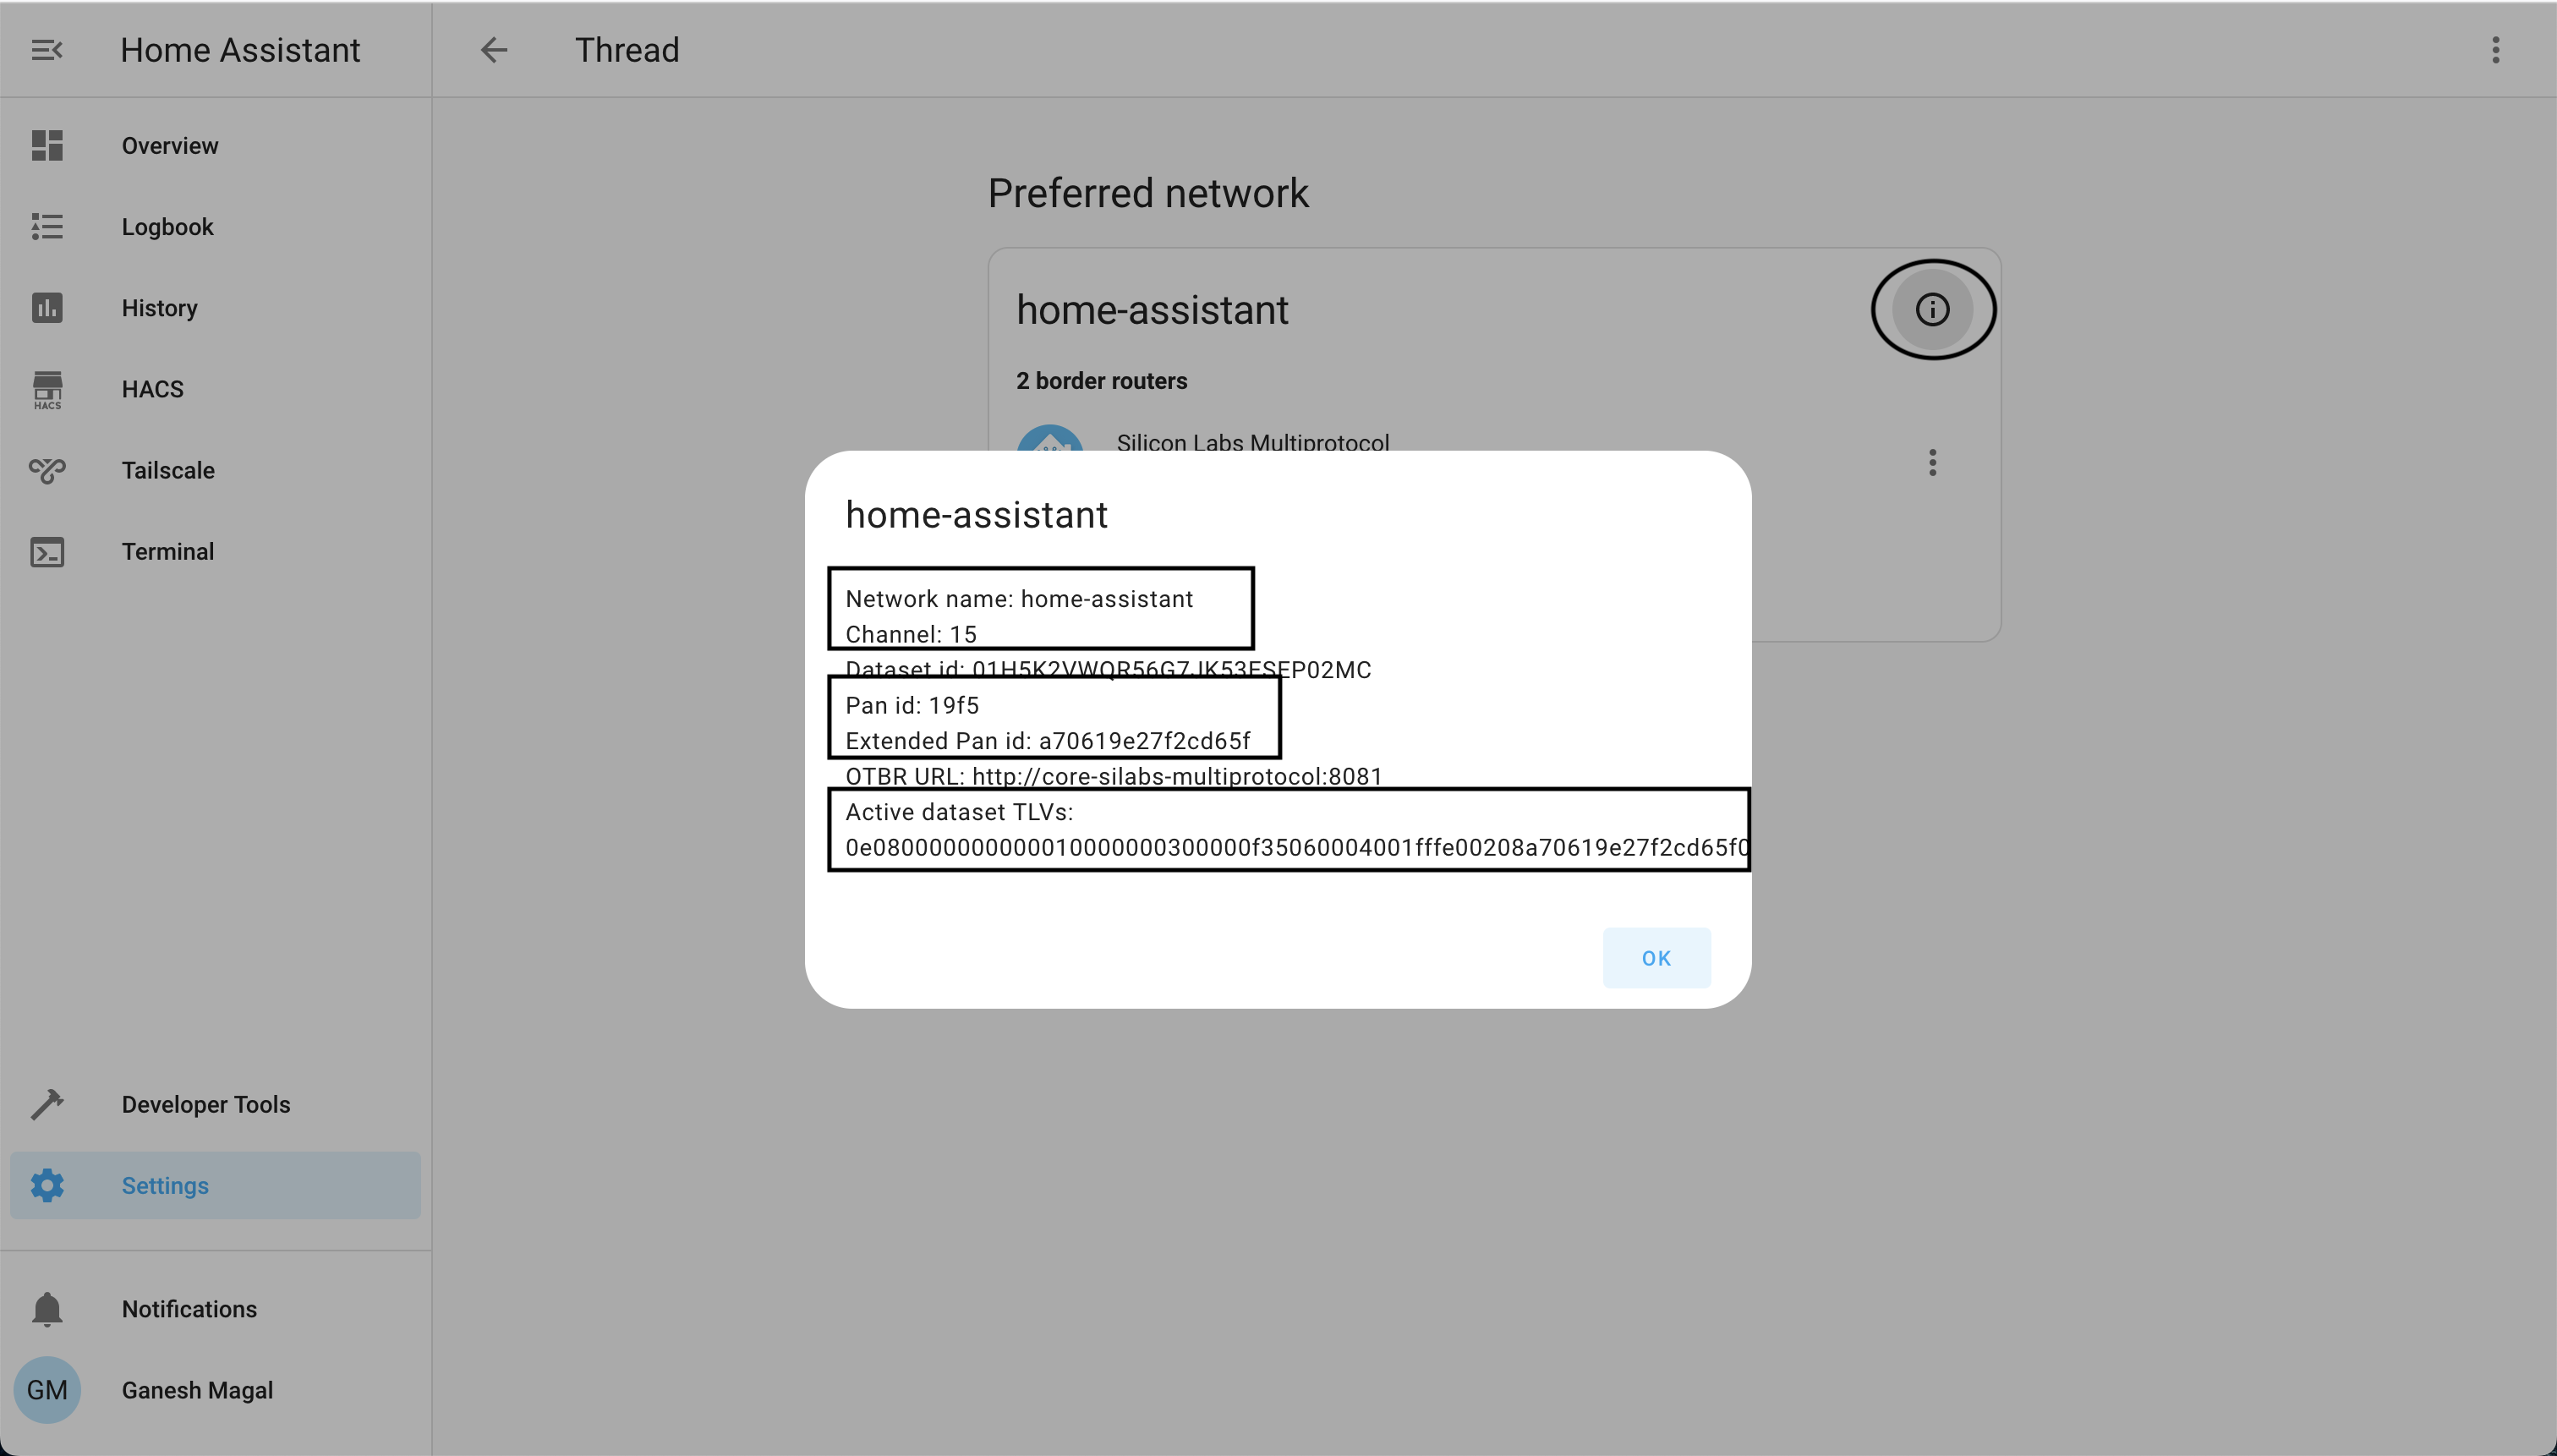 Home Assistant
Thread
Overview
Logbook
History
HACS
HACS
Tailscale
Terminal
Developer Tools
Settings
Notifications
GM
Ganesh Magal
Preferred network
home-assistant
2 border routers
Silicon Labs Multiprotocol
home-assistant
Network name: home-assistant
Channel: 15
Dataset id: 01H5K2VWQR56G7JK53ESEP02MC
Pan id: 19f5
Extended Pan id: a70619e27f2cd65f
OTBR URL: http://core-silabs-multiprotocol:8081
Active dataset TLVs:
0e080000000000010000000300000f35060004001fffe00208a70619e27f2cd65f0
OK